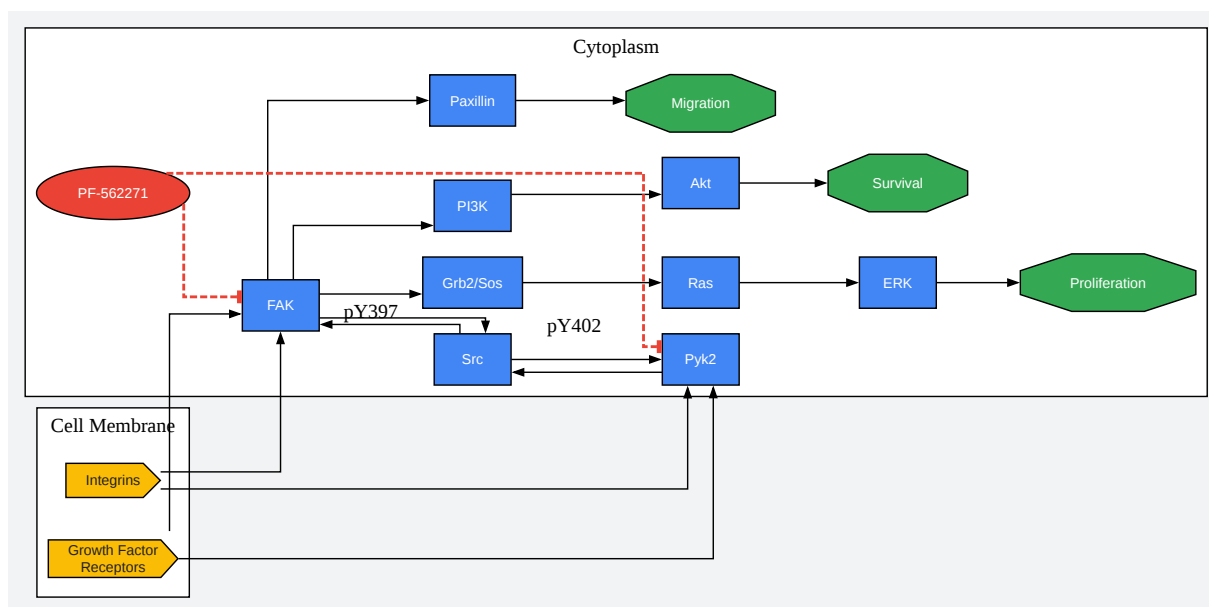 Cytoplasm
Paxillin
Migration
PF-562271
PI3K
Akt
Survival
FAK
Grb2/Sos
Ras
ERK
Proliferation
pY397
pY402
Src
Pyk2
Cell Membrane
Integrins
Growth Factor
Receptors